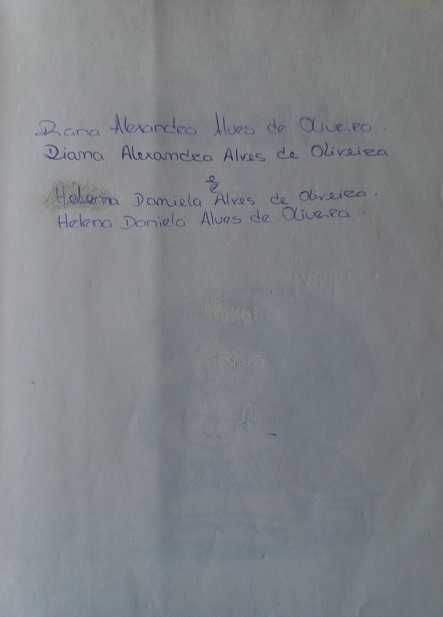 Diana Alexandra Alves de Oliveira.
Diana Alexandra Alves de Oliveira
&
Helenna Daniela Alves de Oliveira.
Helena Daniela Alves de Oliveira.